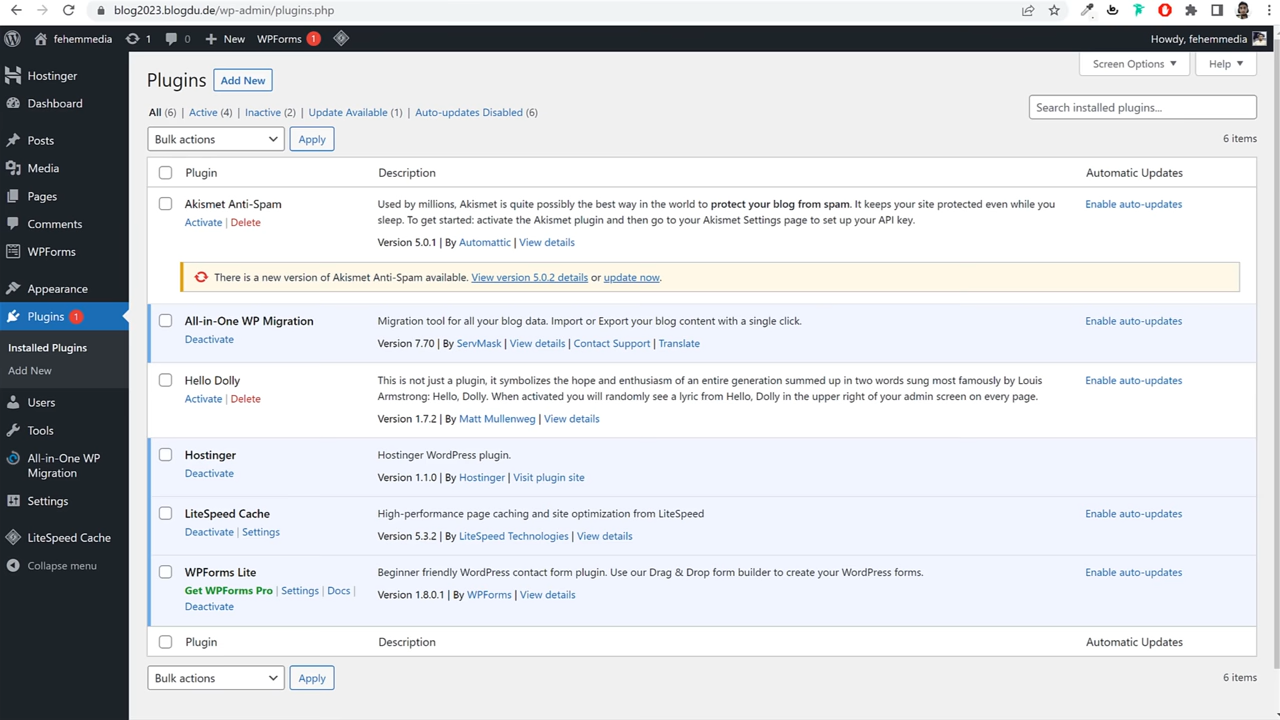 blog2023.blogdu.de/wp-admin/plugins.php
fehemmedia 1 0 New WPForms 1 Howdy, fehemmedia
Hostinger
Dashboard
Posts
Media
Pages
Comments
WPForms
Appearance
Plugins 1
Installed Plugins
Add New
Users
Tools
All-in-One WP
Migration
Settings
LiteSpeed Cache
Collapse menu
Screen Options Help
Plugins Add New
All (6) | Active (4) | Inactive (2) | Update Available (1) | Auto-updates Disabled (6)
Search installed plugins...
Bulk actions Apply 6 items
Plugin Description Automatic Updates
Akismet Anti-Spam
Activate | Delete
Used by millions, Akismet is quite possibly the best way in the world to protect your blog from spam. It keeps your site protected even while you
sleep. To get started: activate the Akismet plugin and then go to your Akismet Settings page to set up your API key.
Version 5.0.1 | By Automattic | View details
Enable auto-updates
There is a new version of Akismet Anti-Spam available. View version 5.0.2 details or update now.
All-in-One WP Migration
Deactivate
Migration tool for all your blog data. Import or Export your blog content with a single click.
Version 7.70 | By ServMask | View details | Contact Support | Translate
Enable auto-updates
Hello Dolly
Activate | Delete
This is not just a plugin, it symbolizes the hope and enthusiasm of an entire generation summed up in two words sung most famously by Louis
Armstrong: Hello, Dolly. When activated you will randomly see a lyric from Hello, Dolly in the upper right of your admin screen on every page.
Version 1.7.2 | By Matt Mullenweg | View details
Enable auto-updates
Hostinger
Deactivate
Hostinger WordPress plugin.
Version 1.1.0 | By Hostinger | Visit plugin site
LiteSpeed Cache
Deactivate | Settings
High-performance page caching and site optimization from LiteSpeed
Version 5.3.2 | By LiteSpeed Technologies | View details
Enable auto-updates
WPForms Lite
Get WPForms Pro | Settings | Docs |
Deactivate
Beginner friendly WordPress contact form plugin. Use our Drag & Drop form builder to create your WordPress forms.
Version 1.8.0.1 | By WPForms | View details
Enable auto-updates
Plugin Description Automatic Updates
Bulk actions Apply 6 items